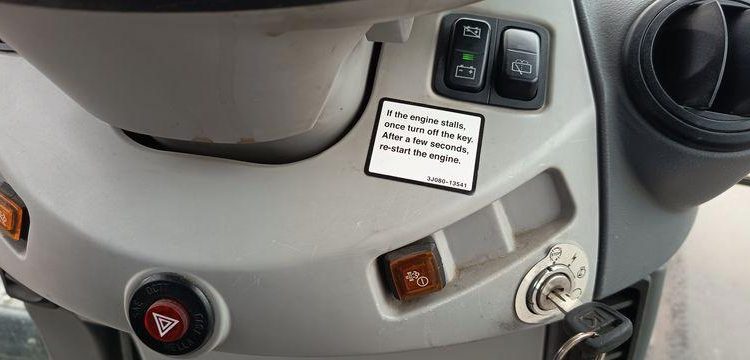 If the engine stalls,
once turn off the key.
After a few seconds,
re-start the engine.
3J080-13541